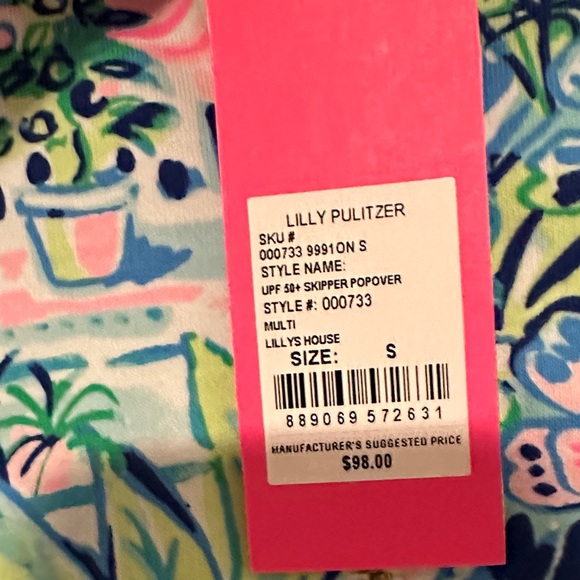 LILLY PULITZER
SKU #
000733 9991ON S
STYLE NAME:
UPF 50+ SKIPPER POPOVER
STYLE #: 000733
MULTI
LILLYS HOUSE
SIZE: S
889069 572631
MANUFACTURER'S SUGGESTED PRICE
$98.00